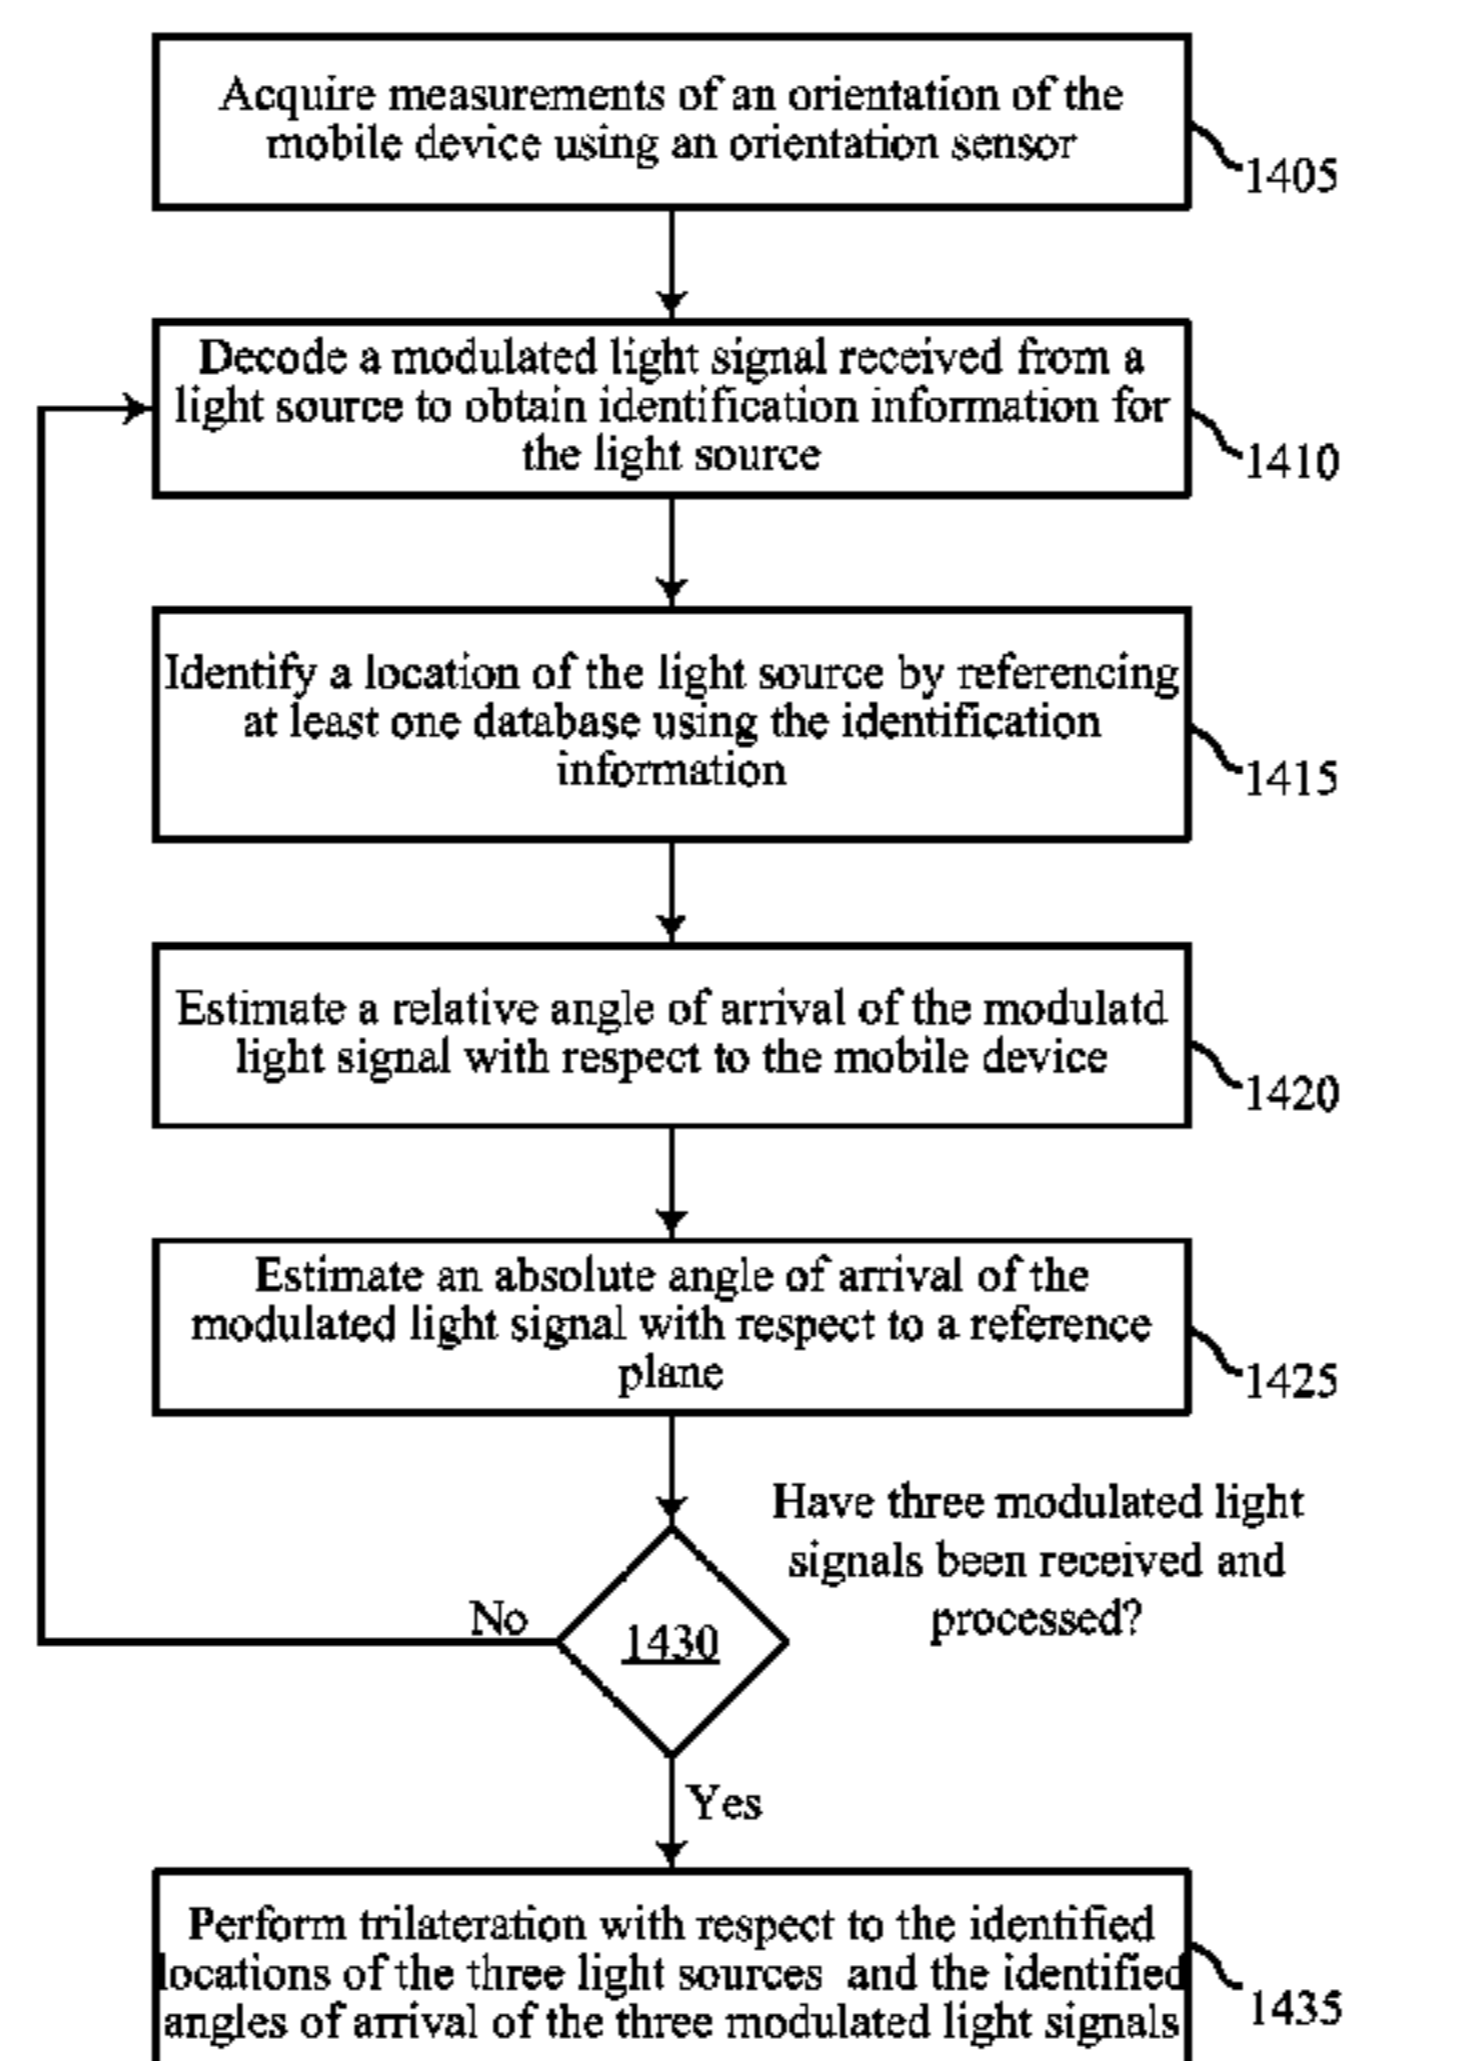 Acquire measurements of an orientation of the
mobile device using an orientation sensor
1405
Decode a modulated light signal received from a
light source to obtain identification information for
the light source
1410
Identify a location of the light source by referencing
at least one database using the identification
information
1415
Estimate a relative angle of arrival of the modulatd
light signal with respect to the mobile device
1420
Estimate an absolute angle of arrival of the
modulated light signal with respect to a reference
plane
1425
Have three modulated light
signals been received and
processed?
No
1430
Yes
Perform trilateration with respect to the identified
locations of the three light sources and the identified
angles of arrival of the three modulated light signals
1435